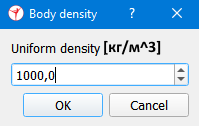 Body density
?
×
Uniform density [кг/м^3]
1000,0
OK
Cancel